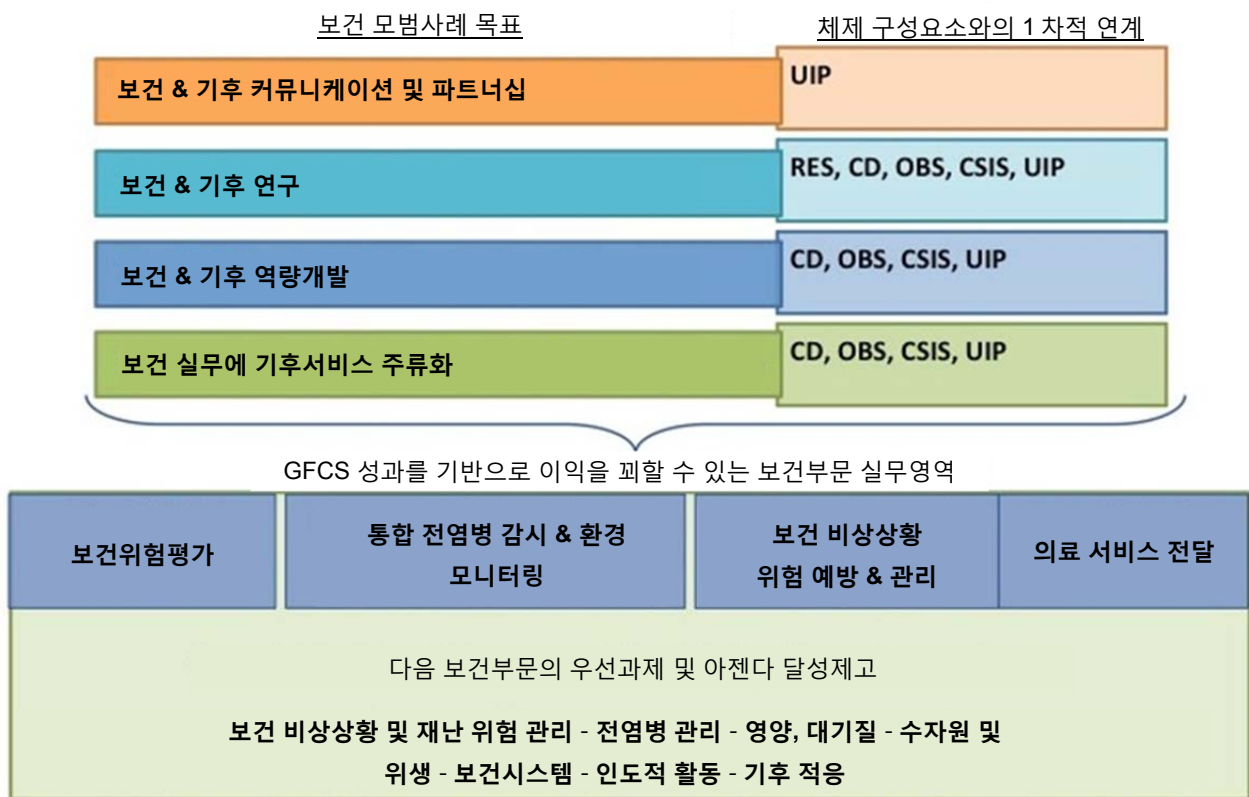 보건 모범사례 목표
체제 구성요소와의 1 차적 연계
보건 & 기후 커뮤니케이션 및 파트너십
UIP
보건 & 기후 연구
RES, CD, OBS, CSIS, UIP
보건 & 기후 역량개발
CD, OBS, CSIS, UIP
보건 실무에 기후서비스 주류화
CD, OBS, CSIS, UIP
GFCS 성과를 기반으로 이익을 꾀할 수 있는 보건부문 실무영역
보건위험평가
통합 전염병 감시 & 환경
모니터링
보건 비상상황
위험 예방 & 관리
의료 서비스 전달
다음 보건부문의 우선과제 및 아젠다 달성제고
보건 비상상황 및 재난 위험 관리 - 전염병 관리 - 영양, 대기질 - 수자원 및
위생 - 보건시스템 - 인도적 활동 - 기후 적응